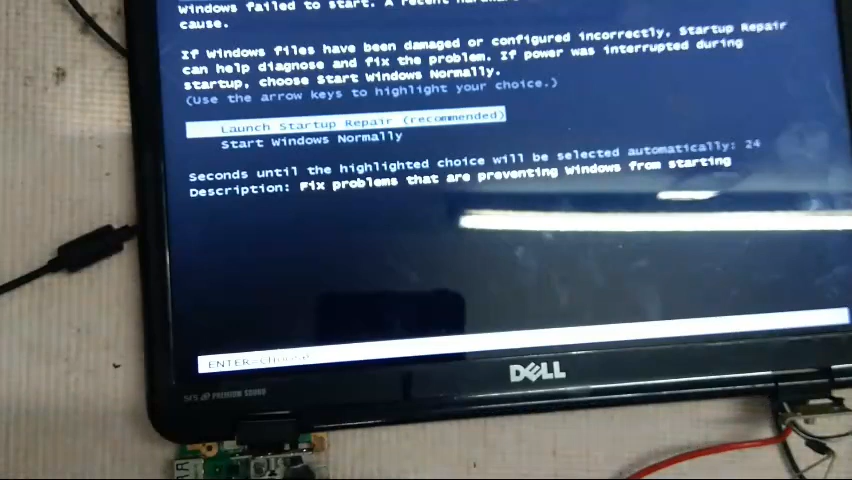 Windows failed to start. A recent hardware
cause.
If Windows files have been damaged or configured incorrectly, Startup Repair
can help diagnose and fix the problem. If power was interrupted during
startup, choose Start Windows Normally.
(Use the arrow keys to highlight your choice.)
Launch Startup Repair (recommended)
Start Windows Normally
Seconds until the highlighted choice will be selected automatically: 24
Description: Fix problems that are preventing Windows from starting
ENTER=Choose
DELL
SRS PREMIUM SOUND